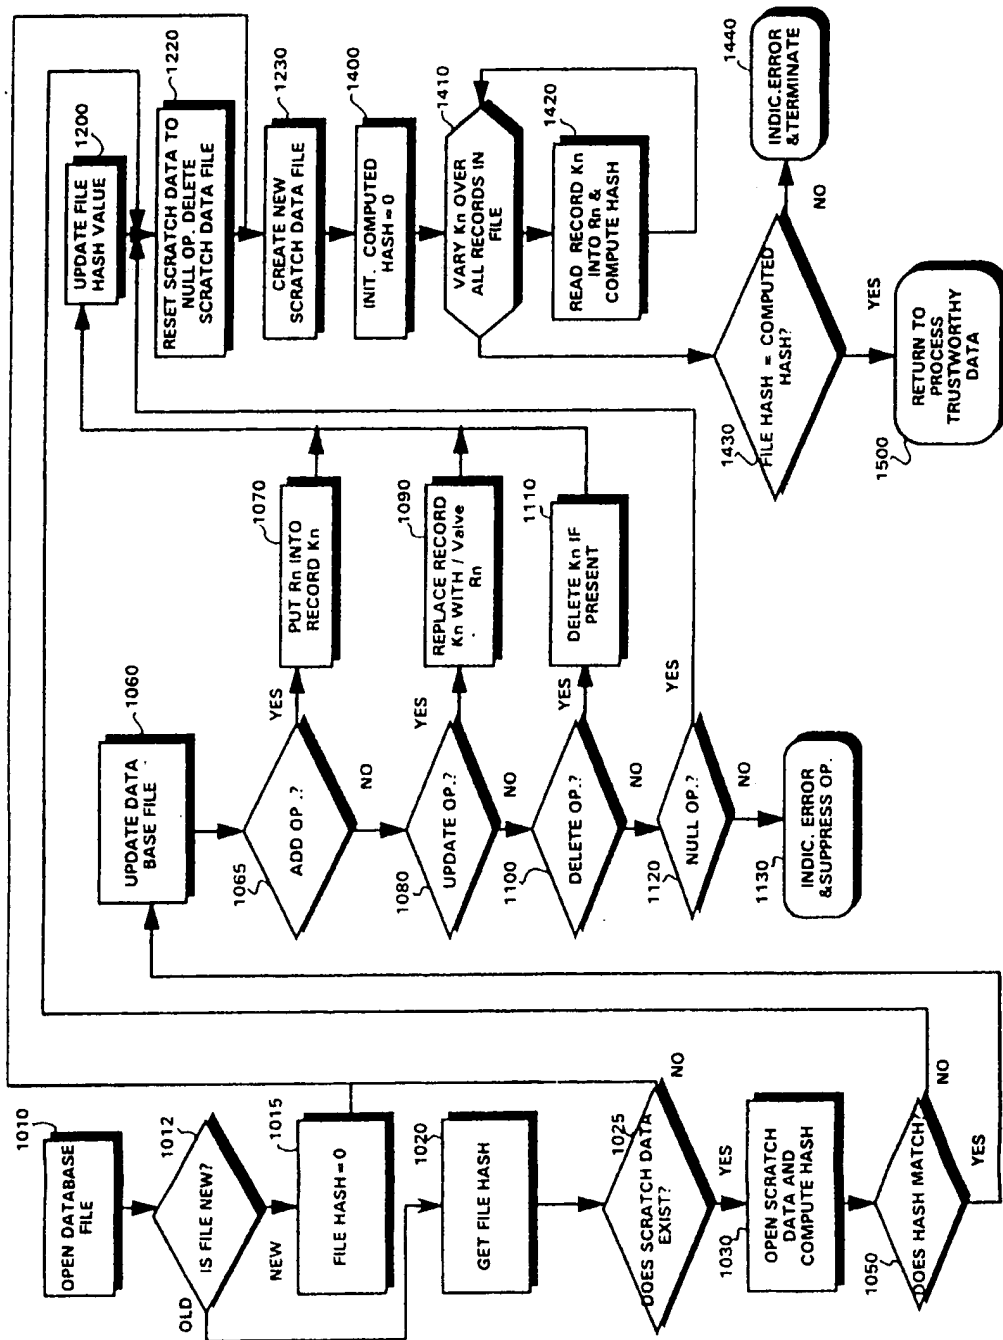 1010
OPEN DATABASE
FILE
1012
IS FILE NEW?
OLD
NEW
1015
FILE HASH = 0
1020
GET FILE HASH
1025
DOES SCRATCH DATA
EXIST?
NO
YES
1030
OPEN SCRATCH
DATA AND
COMPUTE HASH
1050
DOES HASH MATCH?
NO
YES
1060
UPDATE DATA
BASE FILE
1065
ADD OP .?
YES
NO
1070
PUT Rn INTO
RECORD Kn
1080
UPDATE OP.?
YES
NO
1090
REPLACE RECORD
Kn WITH / Valve
Rn
1100
DELETE OP.?
YES
NO
1110
DELETE Kn IF
PRESENT
1120
NULL OP.?
YES
NO
1130
INDIC. ERROR
&SUPPRESS OP.
1200
UPDATE FILE
HASH VALUE
1220
RESET SCRATCH DATA TO
NULL OP. DELETE
SCRATCH DATA FILE
1230
CREATE NEW
SCRATCH DATA FILE
1400
INIT. COMPUTED
HASH = 0
1410
VARY Kn OVER
ALL RECORDS IN
FILE
1420
READ RECORD Kn
INTO Rn &
COMPUTE HASH
1430
FILE HASH = COMPUTED
HASH?
NO
YES
1440
INDIC. ERROR
&TERMINATE
1500
RETURN TO
PROCESS
TRUSTWORTHY
DATA